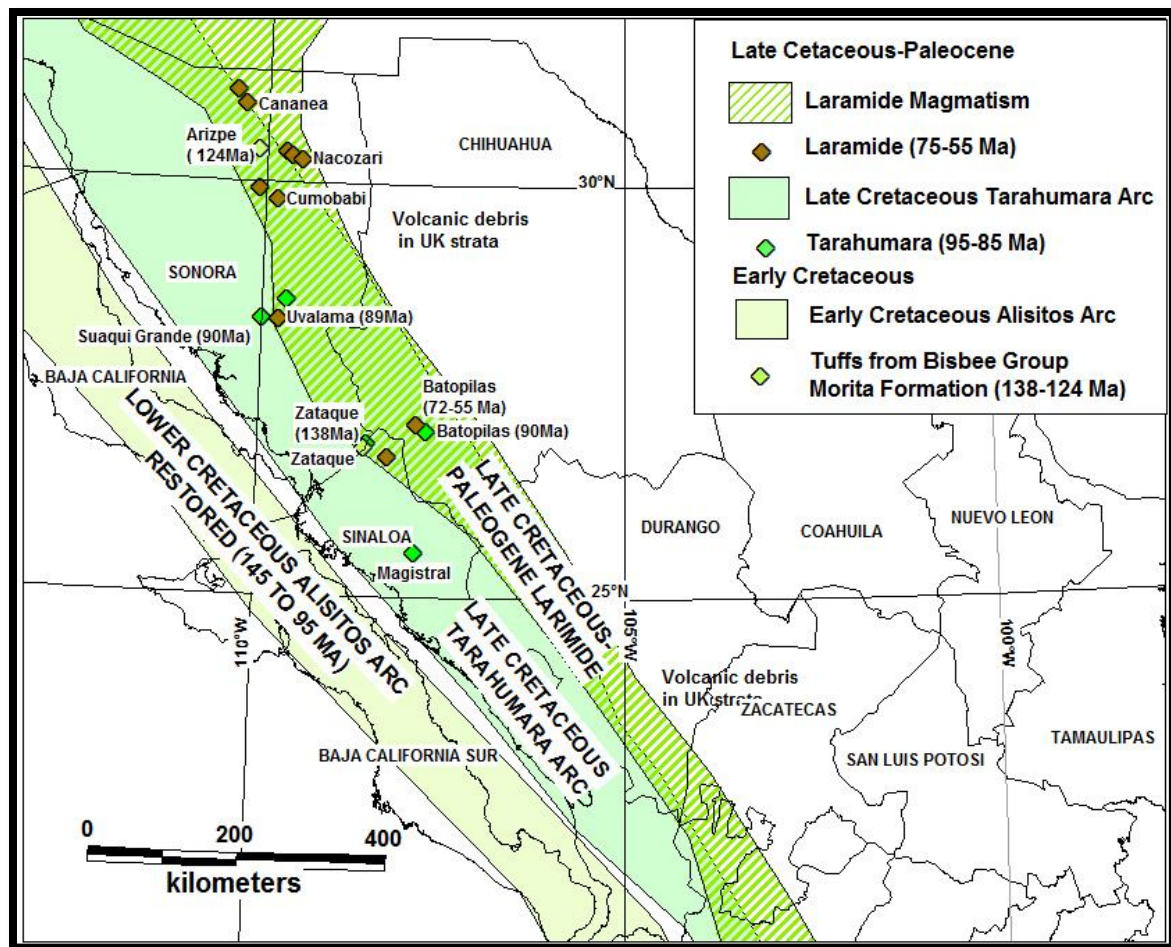 Late Cetaceous-Paleocene
Laramide Magmatism
Laramide (75-55 Ma)
Late Cretaceous Tarahumara Arc
Tarahumara (95-85 Ma)
Early Cretaceous
Early Cretaceous Alisitos Arc
Tuffs from Bisbee Group
Morita Formation (138-124 Ma)
Cananea
Arizpe
( 124Ma)
Nacozari
CHIHUAHUA
30°N
Cumobabi
Volcanic debris
in UK strata
SONORA
Uvalama (89Ma)
Suaqui Grande (90Ma)
BAJA CALIFORNIA
Batopilas
(72-55 Ma)
Batopilas (90Ma)
Zataque
(138Ma)
Zataque
LOWER CRETACEOUS ALISITOS ARC
RESTORED (145 TO 95 MA)
LATE CRETACEOUS-
PALEOGENE LARIMIDE
LATE CRETACEOUS
TARAHUMARA ARC
SINALOA
Magistral
DURANGO
COAHUILA
NUEVO LEON
25°N
110°W
105°W
100°W
Volcanic debris
in UK strata
ZACATECAS
TAMAULIPAS
SAN LUIS POTOSI
BAJA CALIFORNIA SUR
0
200
400
kilometers